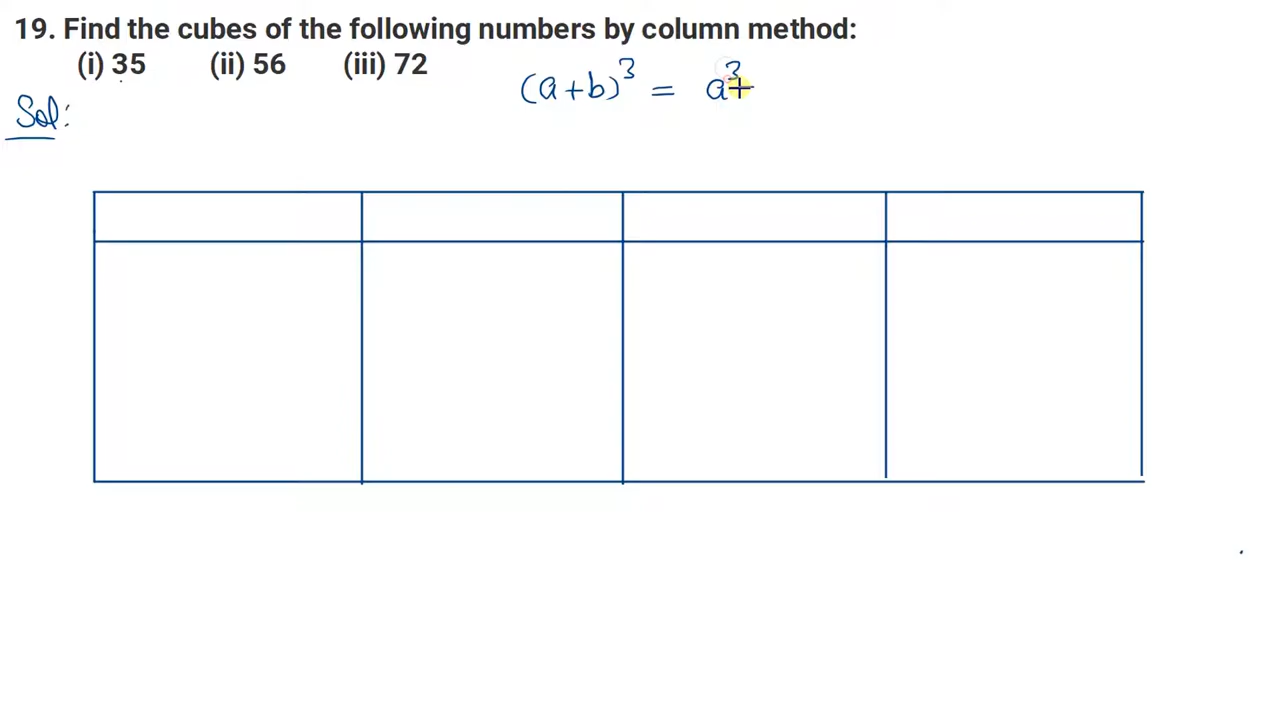 19. Find the cubes of the following numbers by column method:
(i) 35 (ii) 56 (iii) 72
(a+b)³ = a³+
Sol: